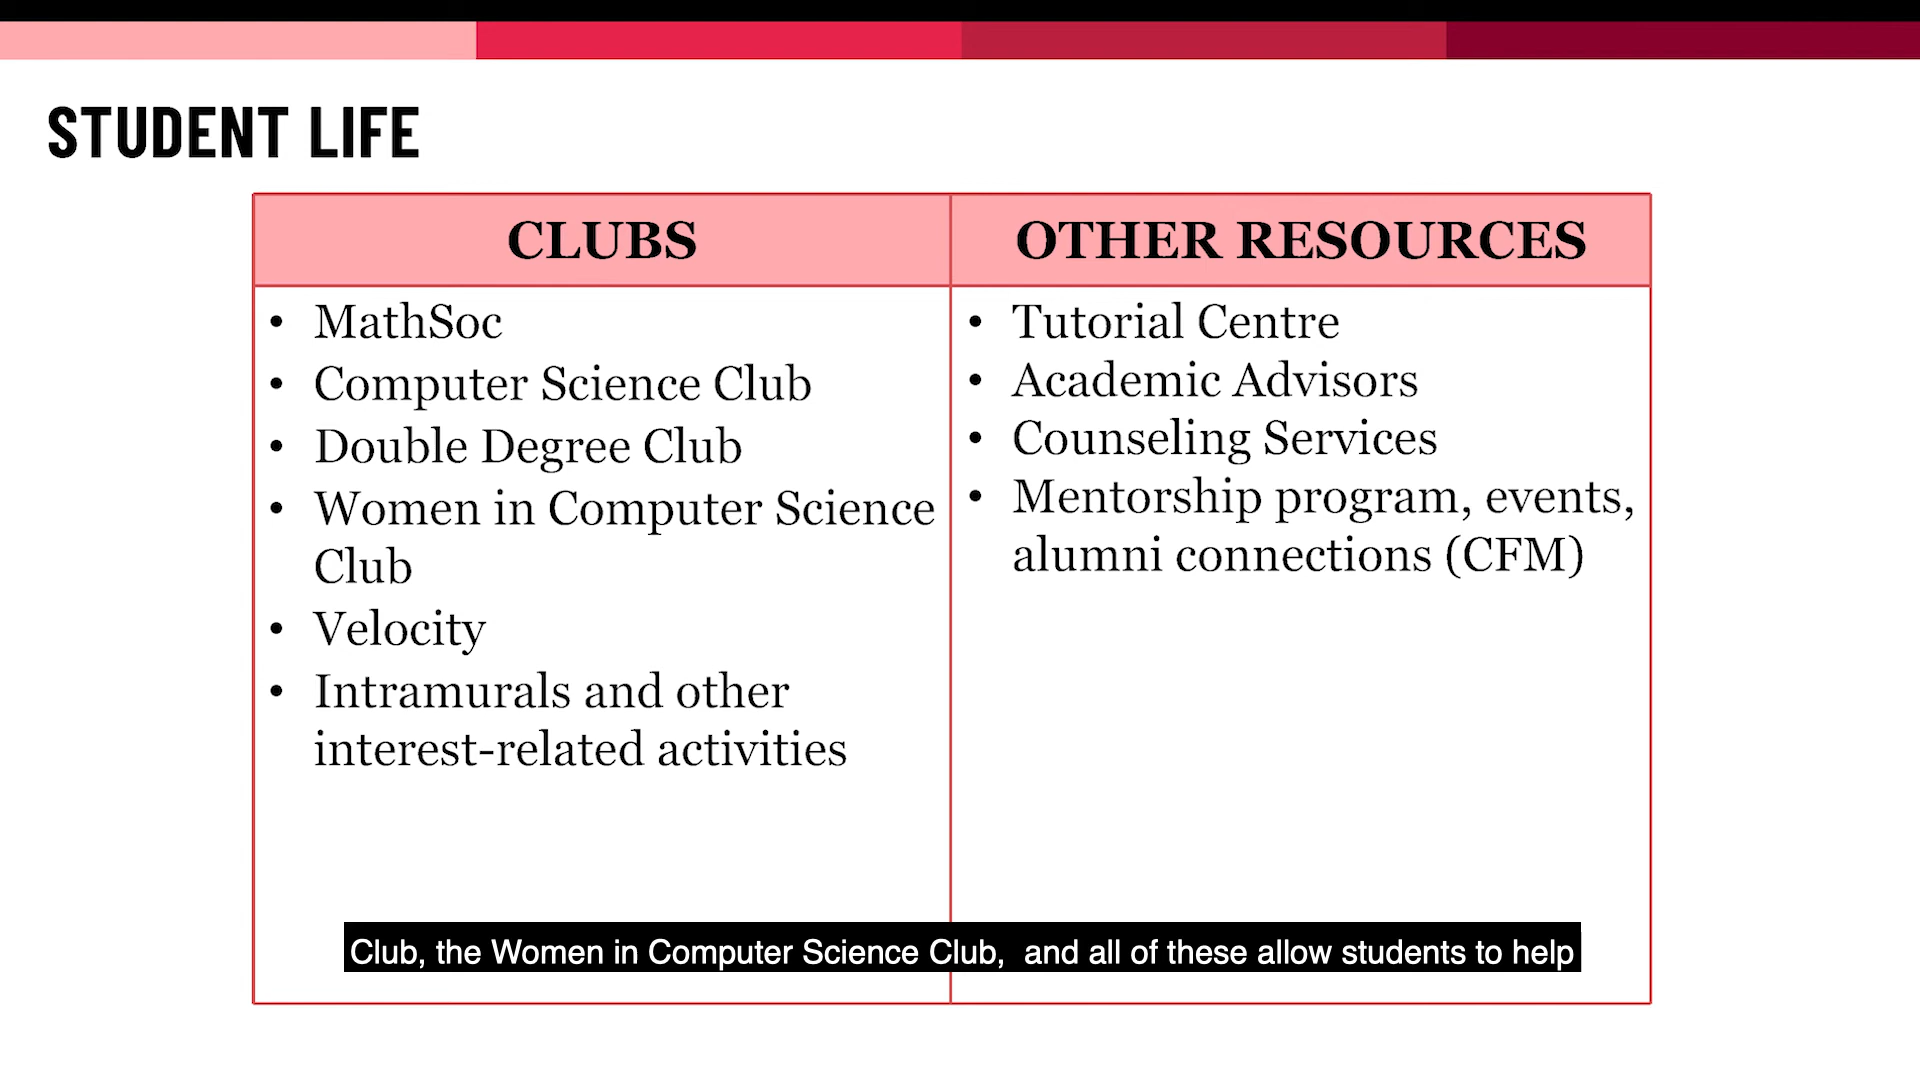 STUDENT LIFE
CLUBS
• MathSoc
• Computer Science Club
• Double Degree Club
• Women in Computer Science
Club
• Velocity
• Intramurals and other
interest-related activities
OTHER RESOURCES
• Tutorial Centre
• Academic Advisors
• Counseling Services
• Mentorship program, events,
alumni connections (CFM)
Club, the Women in Computer Science Club,  and all of these allow students to help